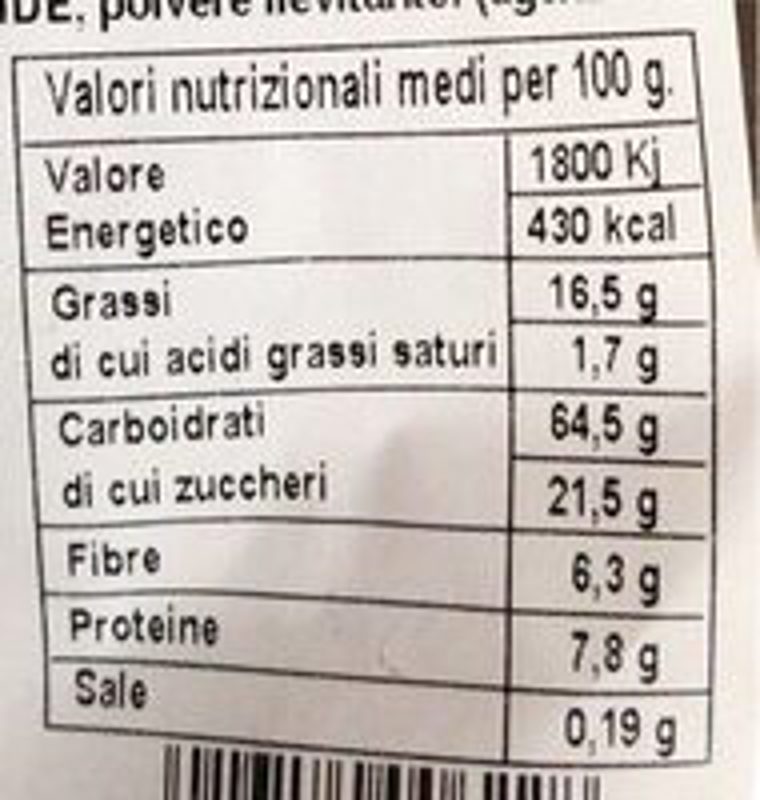 polvere
Valori nutrizionali medi per 100 g.
Valore 1800 Kj
Energetico 430 kcal
Grassi 16,5 g
di cui acidi grassi saturi 1,7 g
Carboidrati 64,5 g
di cui zuccheri 21,5 g
Fibre 6,3 g
Proteine 7,8 g
Sale 0,19 g